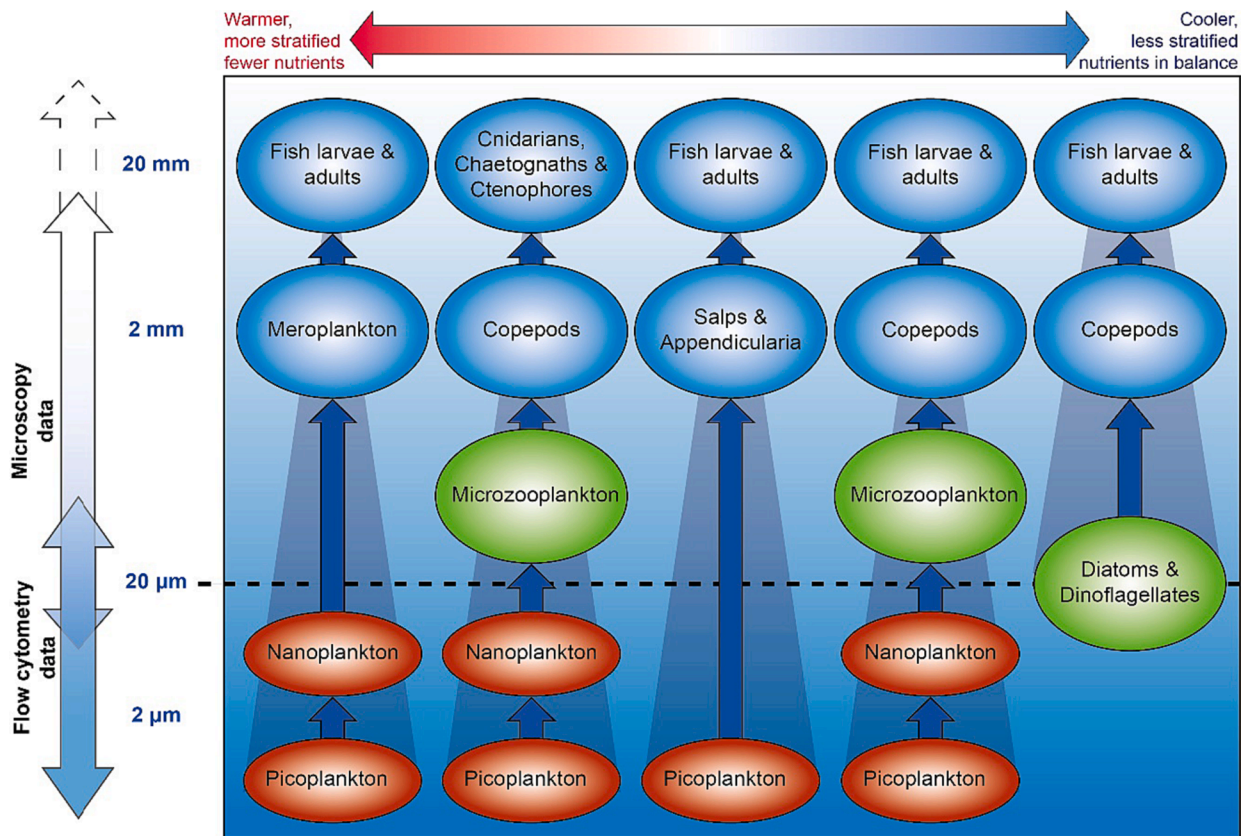 Warmer,
more stratified
fewer nutrients
Cooler,
less stratified
nutrients in balance
20 mm
2 mm
20 µm
2 µm
Microscopy
data
Flow cytometry
data
Fish larvae &
adults
Cnidarians,
Chaetognaths &
Ctenophores
Fish larvae &
adults
Fish larvae &
adults
Fish larvae &
adults
Meroplankton
Copepods
Salps &
Appendicularia
Copepods
Copepods
Microzooplankton
Microzooplankton
Diatoms &
Dinoflagellates
Nanoplankton
Nanoplankton
Nanoplankton
Picoplankton
Picoplankton
Picoplankton
Picoplankton